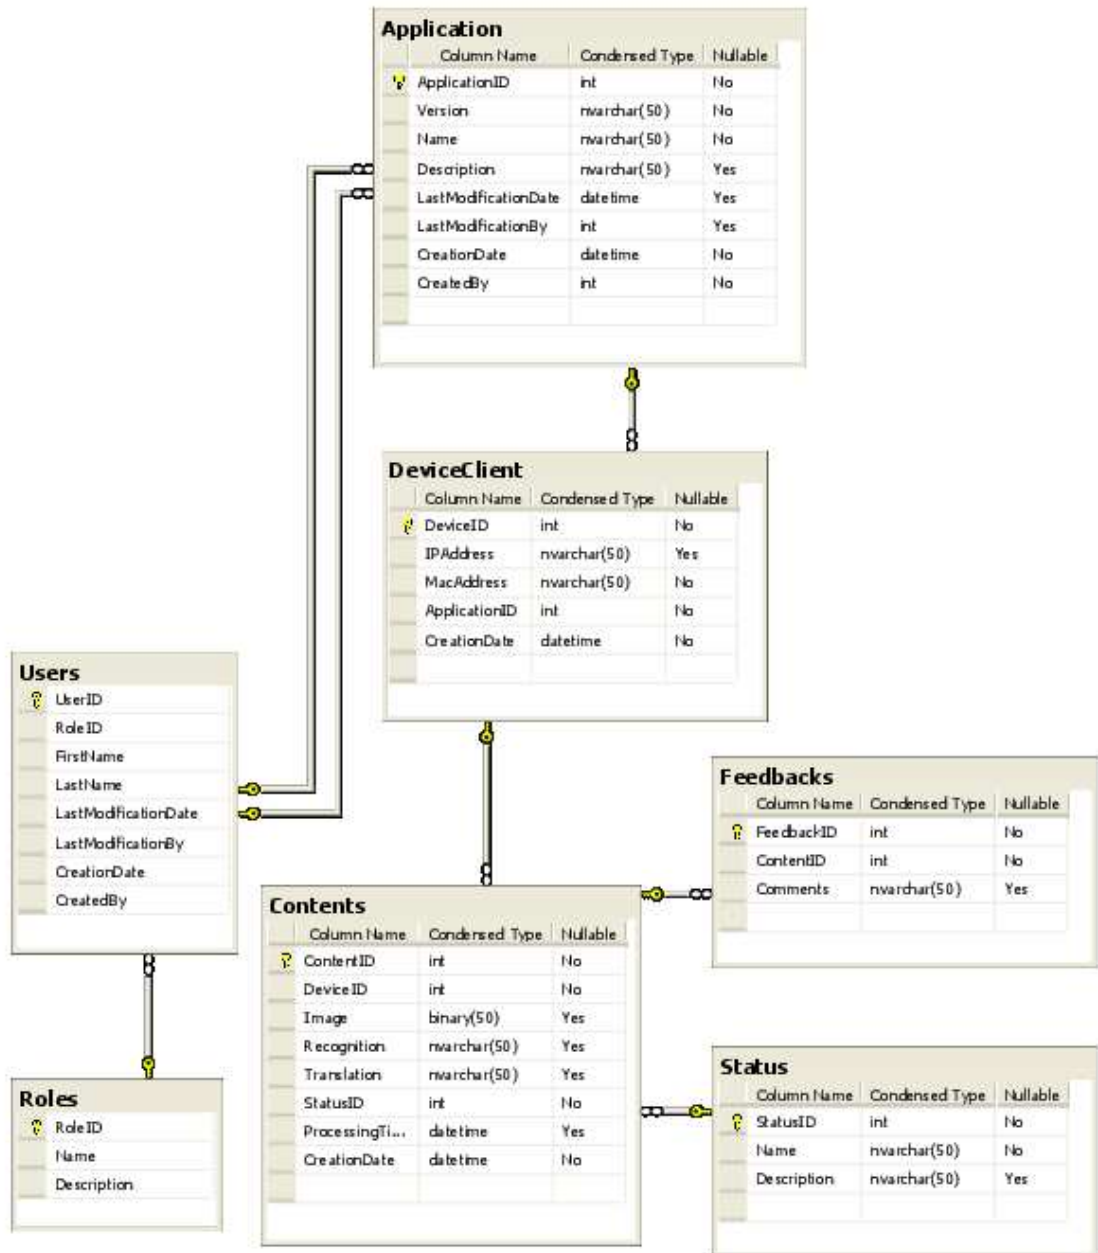 Application
Column Name Condensed Type Nullable
ApplicationID int No
Version nvarchar(50) No
Name nvarchar(50) No
Description nvarchar(50) Yes
LastModificationDate datetime Yes
LastModificationBy int Yes
CreationDate datetime No
CreatedBy int No
DeviceClient
Column Name Condensed Type Nullable
DeviceID int No
IPAddress nvarchar(50) Yes
MacAddress nvarchar(50) No
ApplicationID int No
CreationDate datetime No
Users
UserID
RoleID
FirstName
LastName
LastModificationDate
LastModificationBy
CreationDate
CreatedBy
Feedbacks
Column Name Condensed Type Nullable
FeedbackID int No
ContentID int No
Comments nvarchar(50) Yes
Contents
Column Name Condensed Type Nullable
ContentID int No
DeviceID int No
Image binary(50) Yes
Recognition nvarchar(50) Yes
Translation nvarchar(50) Yes
StatusID int No
ProcessingTi... datetime Yes
CreationDate datetime No
Roles
RoleID
Name
Description
Status
Column Name Condensed Type Nullable
StatusID int No
Name nvarchar(50) No
Description nvarchar(50) Yes